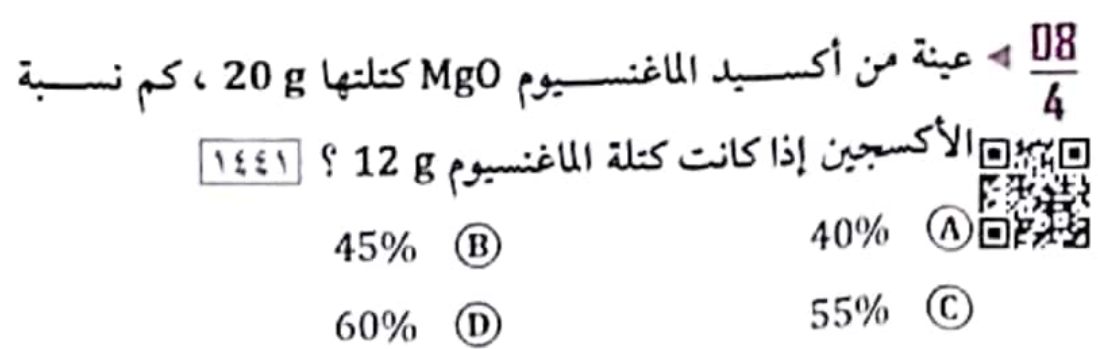 08
4
عينة من أكسيد الماغنسيوم MgO كتلتها 20 g ، كم نسبة
الأكسجين إذا كانت كتلة الماغنسيوم 12 g ؟ ١٤٤١
A 40% B 45%
C 55% D 60%